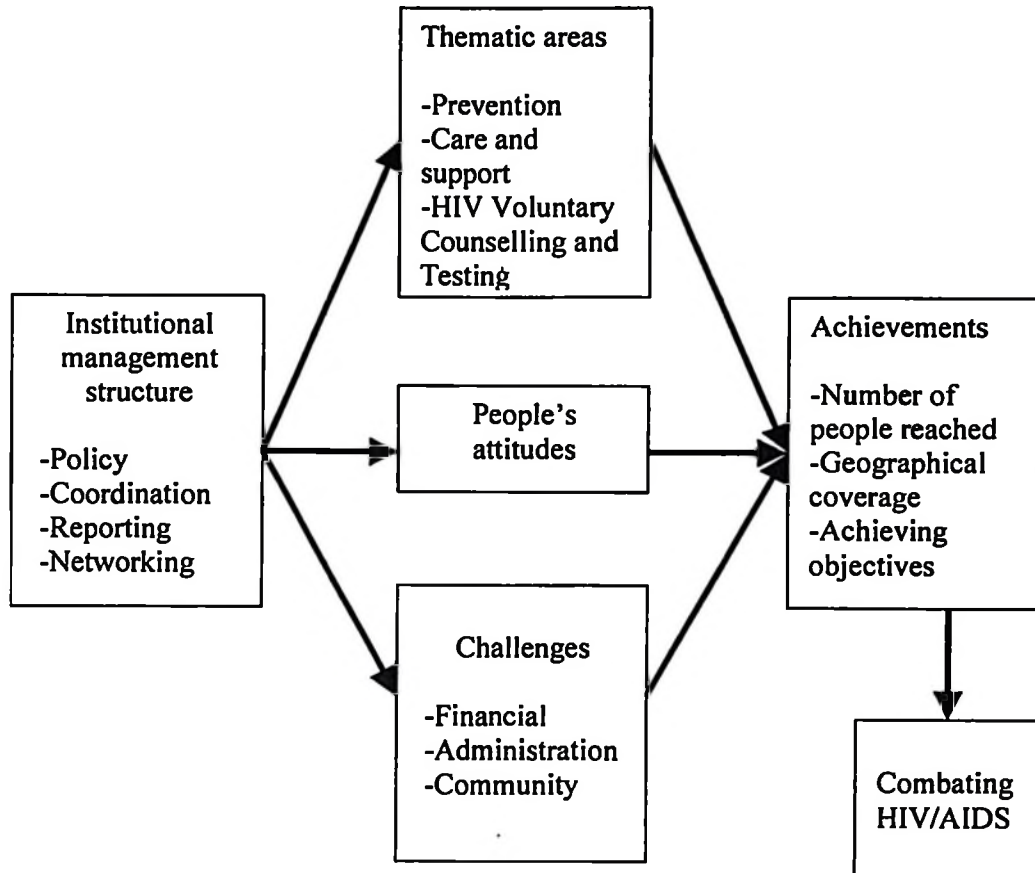 Thematic areas
-Prevention
-Care and
support
-HIV Voluntary
Counselling and
Testing
Institutional
management
structure
-Policy
-Coordination
-Reporting
-Networking
People's
attitudes
Challenges
-Financial
-Administration
-Community
Achievements
-Number of
people reached
-Geographical
coverage
-Achieving
objectives
Combating
HIV/AIDS